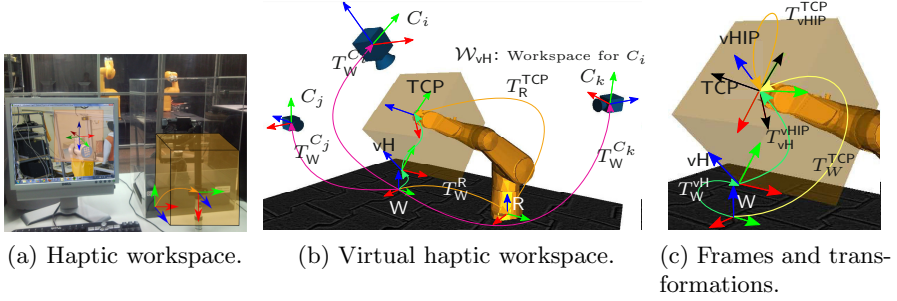 C_i
T_W^{C_i}
W_vH: Workspace for C_i
TCP
T_R^{TCP}
C_k
C_j
T_W^{C_j}
vH
T_W^{C_k}
T_W^R
W
R
T_{vHIP}^{TCP}
vHIP
TCP
T_{vH}^{vHIP}
T_W^{TCP}
vH
T_W^{vH}
W
(a) Haptic workspace.
(b) Virtual haptic workspace.
(c) Frames and trans-
formations.